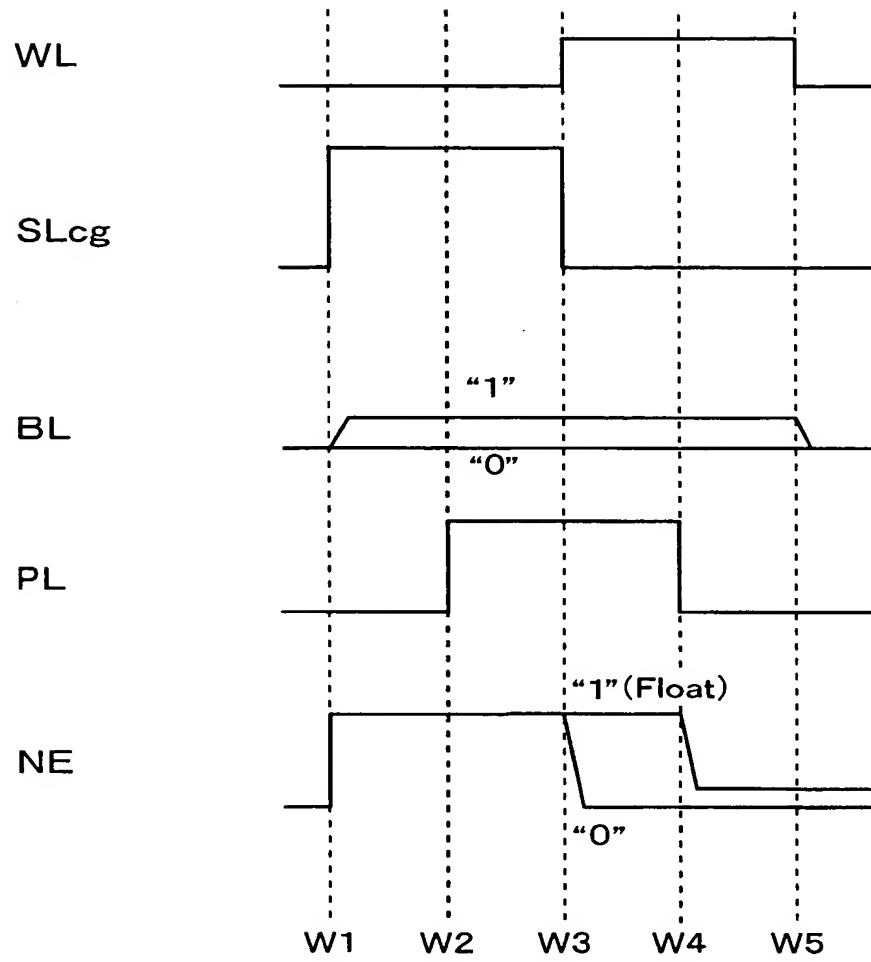 WL
SLcg
“1”
BL
“0”
PL
“1” (Float)
NE
“0”
W1 W2 W3 W4 W5